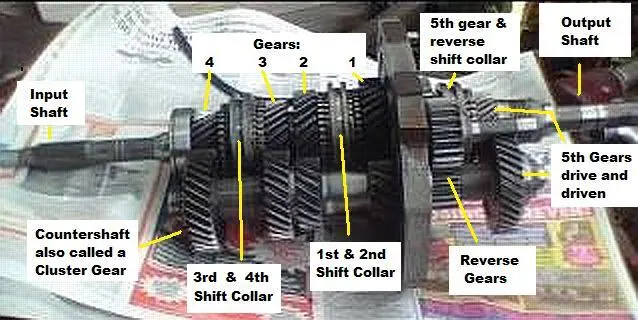 Gears:
4 3 2 1
5th gear &
reverse
shift collar
Output
Shaft
Input
Shaft
5th Gears
drive and
driven
Countershaft
also called a
Cluster Gear
3rd & 4th
Shift Collar
1st & 2nd
Shift Collar
Reverse
Gears